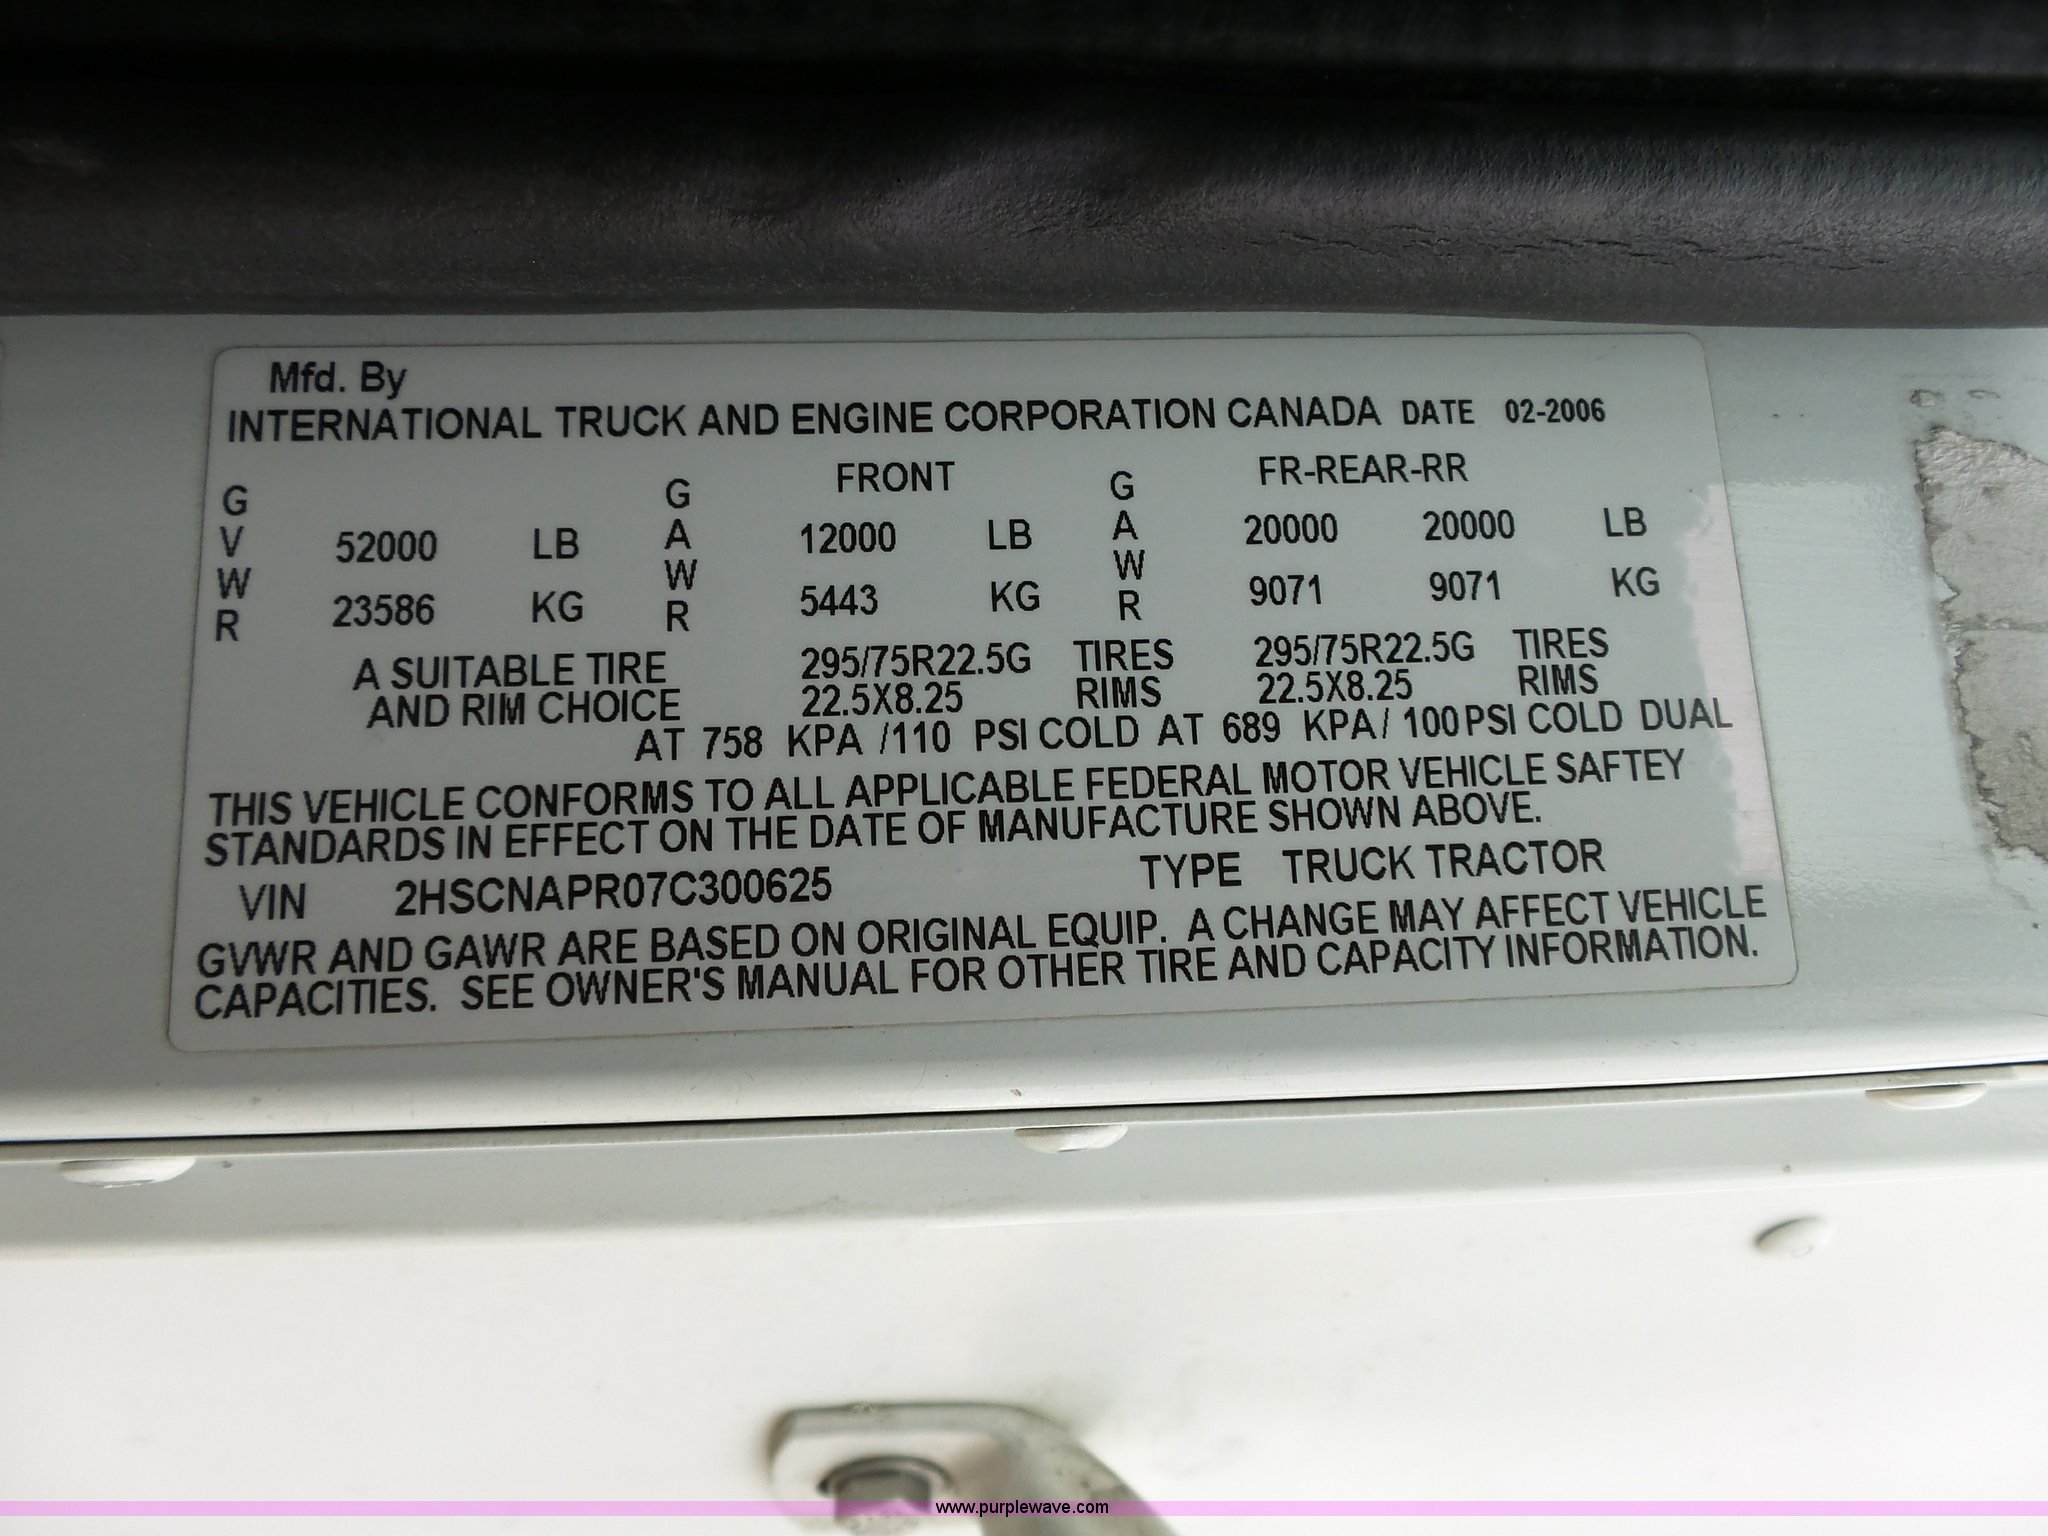 Mfd. By
INTERNATIONAL TRUCK AND ENGINE CORPORATION CANADA DATE 02-2006
GVWR 52000 LB GAWR FRONT 12000 LB GAWR FR-REAR-RR 20000 20000 LB
23586 KG 5443 KG 9071 9071 KG
A SUITABLE TIRE 295/75R22.5G TIRES 295/75R22.5G TIRES
AND RIM CHOICE 22.5X8.25 RIMS 22.5X8.25 RIMS
AT 758 KPA /110 PSI COLD AT 689 KPA/ 100 PSI COLD DUAL
THIS VEHICLE CONFORMS TO ALL APPLICABLE FEDERAL MOTOR VEHICLE SAFTEY
STANDARDS IN EFFECT ON THE DATE OF MANUFACTURE SHOWN ABOVE.
VIN 2HSCNAPR07C300625 TYPE TRUCK TRACTOR
GVWR AND GAWR ARE BASED ON ORIGINAL EQUIP. A CHANGE MAY AFFECT VEHICLE
CAPACITIES. SEE OWNER'S MANUAL FOR OTHER TIRE AND CAPACITY INFORMATION.
www.purplewave.com